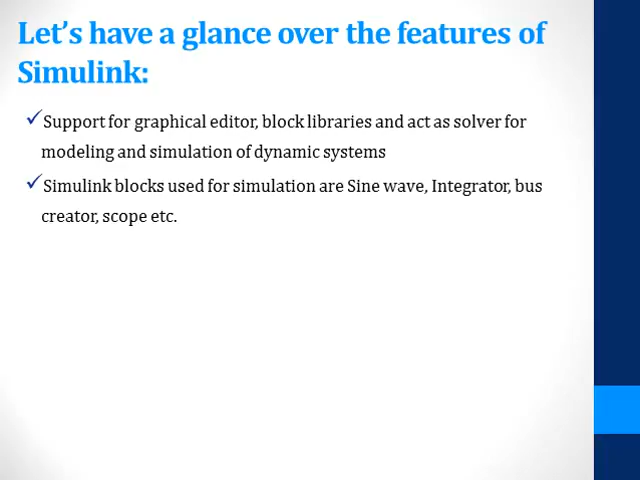 Let's have a glance over the features of
Simulink:
✓Support for graphical editor, block libraries and act as solver for
modeling and simulation of dynamic systems
✓Simulink blocks used for simulation are Sine wave, Integrator, bus
creator, scope etc.